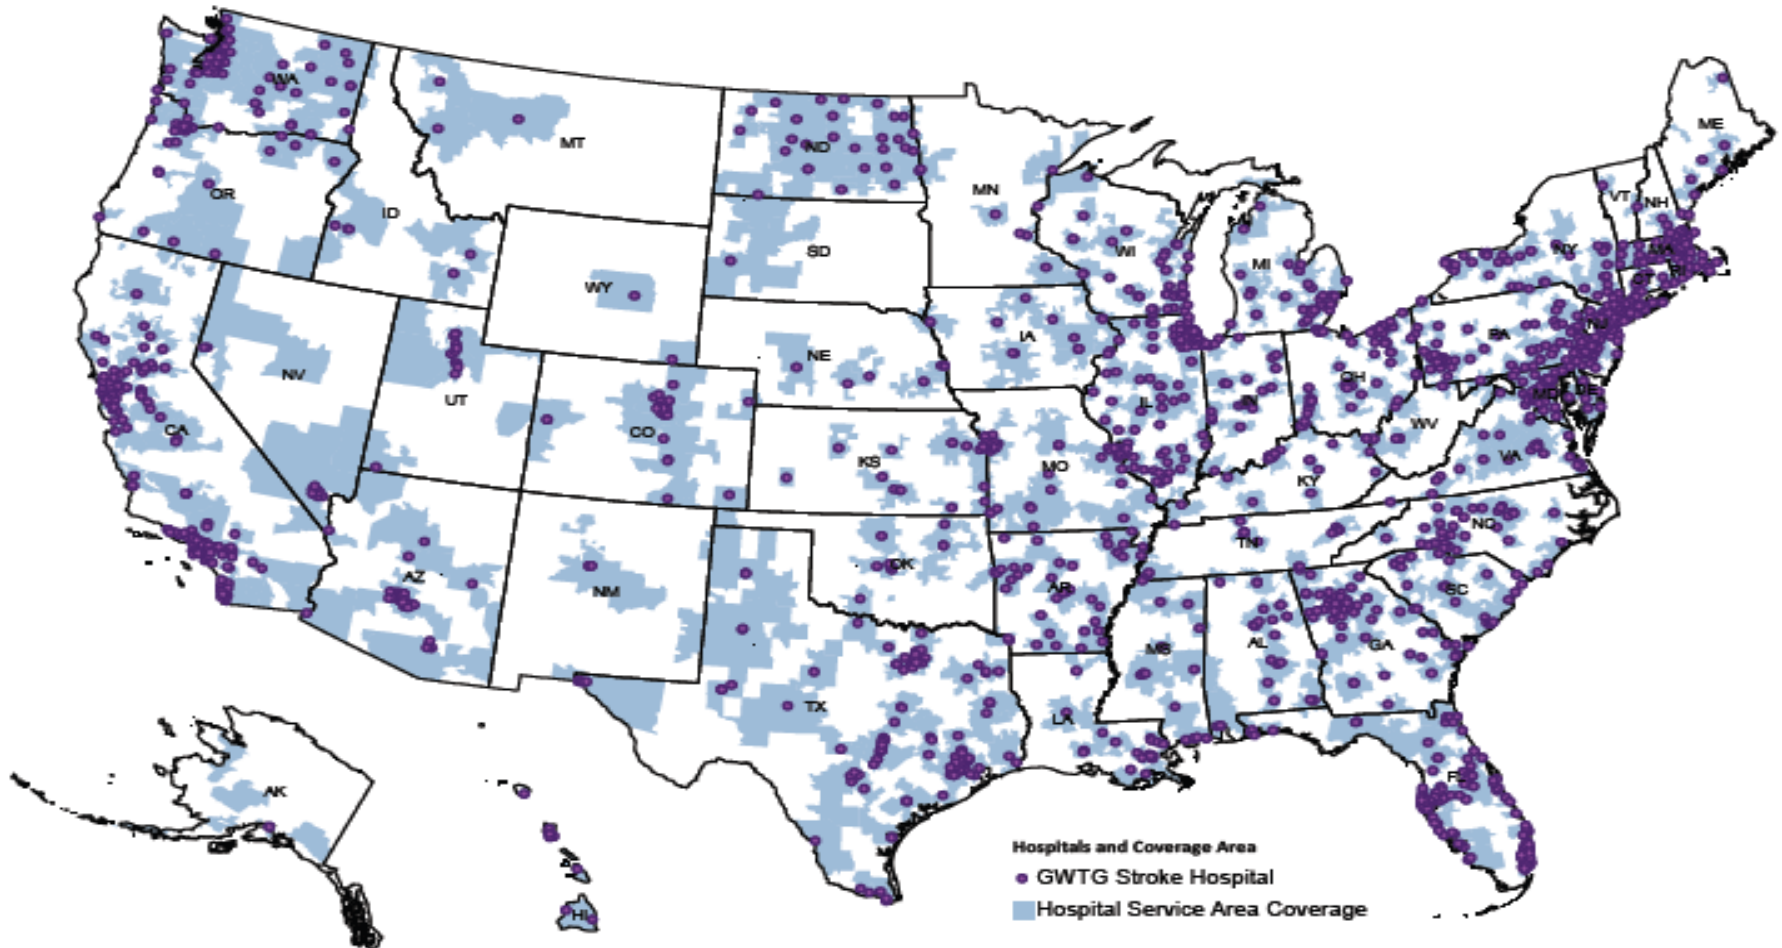 WA
MT
ND
MN
ME
OR
ID
SD
WI
MI
VT
NH
NY
MA
CT
RI
WY
NE
IA
PA
NJ
NV
UT
CO
IL
IN
OH
MD
DE
WV
CA
KS
MO
KY
VA
AZ
NM
OK
AR
TN
NC
SC
MS
AL
GA
TX
LA
FL
AK
HI
Hospitals and Coverage Area
GWTG Stroke Hospital
Hospital Service Area Coverage